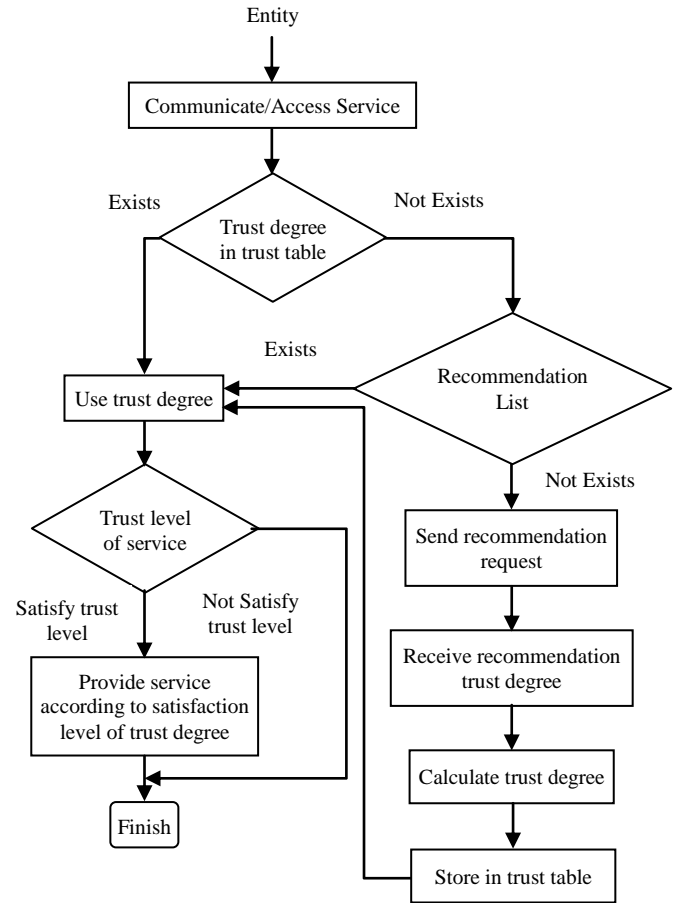 Entity
Communicate/Access Service
Exists
Not Exists
Trust degree
in trust table
Exists
Recommendation
List
Use trust degree
Not Exists
Trust level
of service
Send recommendation
request
Satisfy trust
level
Not Satisfy
trust level
Receive recommendation
trust degree
Provide service
according to satisfaction
level of trust degree
Calculate trust degree
Finish
Store in trust table